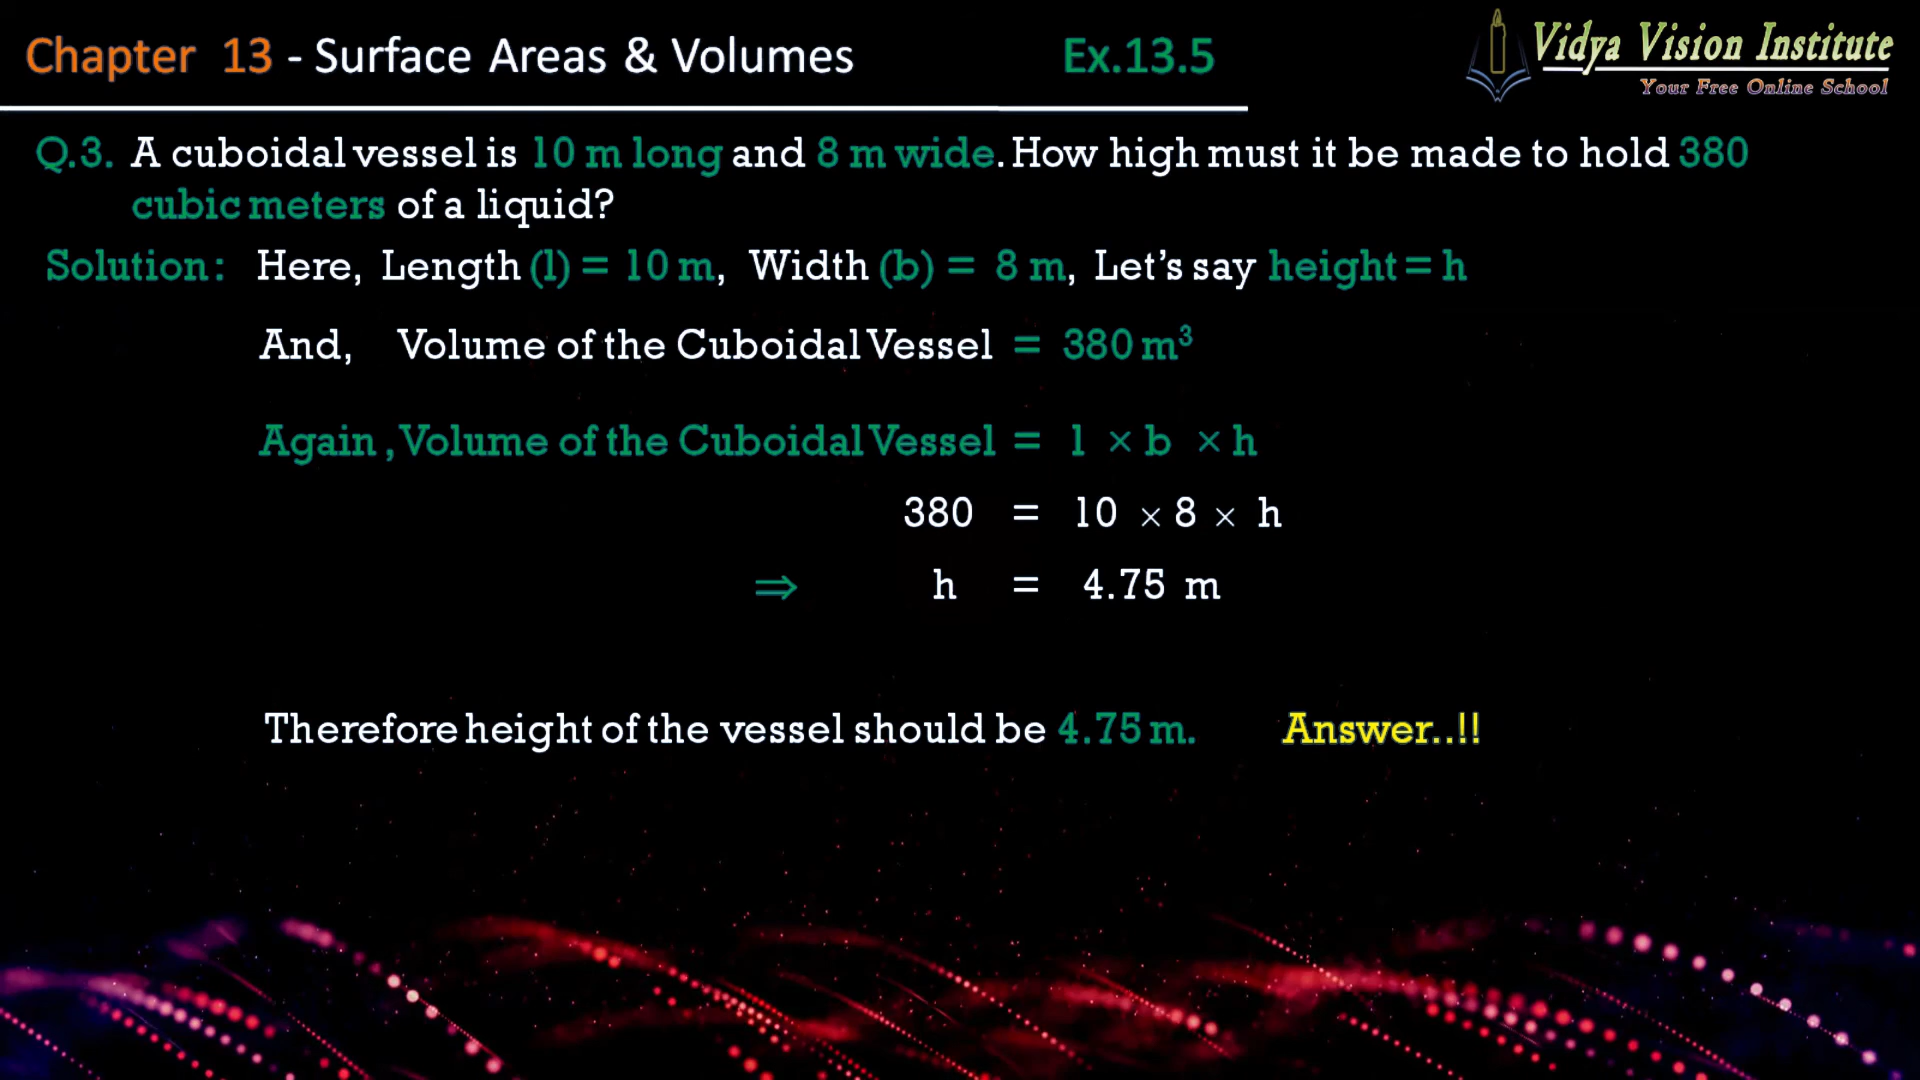 Chapter 13 - Surface Areas & Volumes Ex.13.5
Vidya Vision Institute
Your Free Online School
Q.3. A cuboidal vessel is 10 m long and 8 m wide. How high must it be made to hold 380
cubic meters of a liquid?
Solution: Here, Length (l) = 10 m, Width (b) = 8 m, Let's say height = h
And, Volume of the Cuboidal Vessel = 380 m³
Again , Volume of the Cuboidal Vessel = l × b × h
380 = 10 × 8 × h
⇒ h = 4.75 m
Therefore height of the vessel should be 4.75 m. Answer..!!